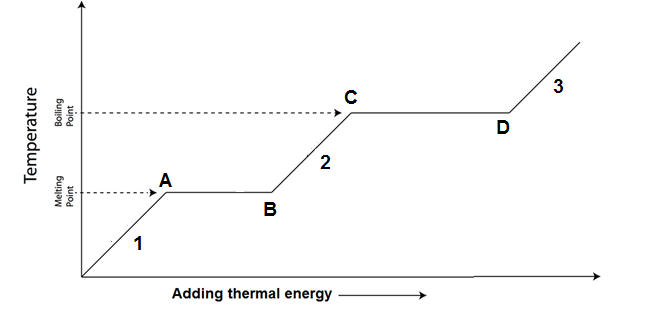 Temperature
Boiling
Point
Melting
Point
C
3
D
2
A
B
1
Adding thermal energy